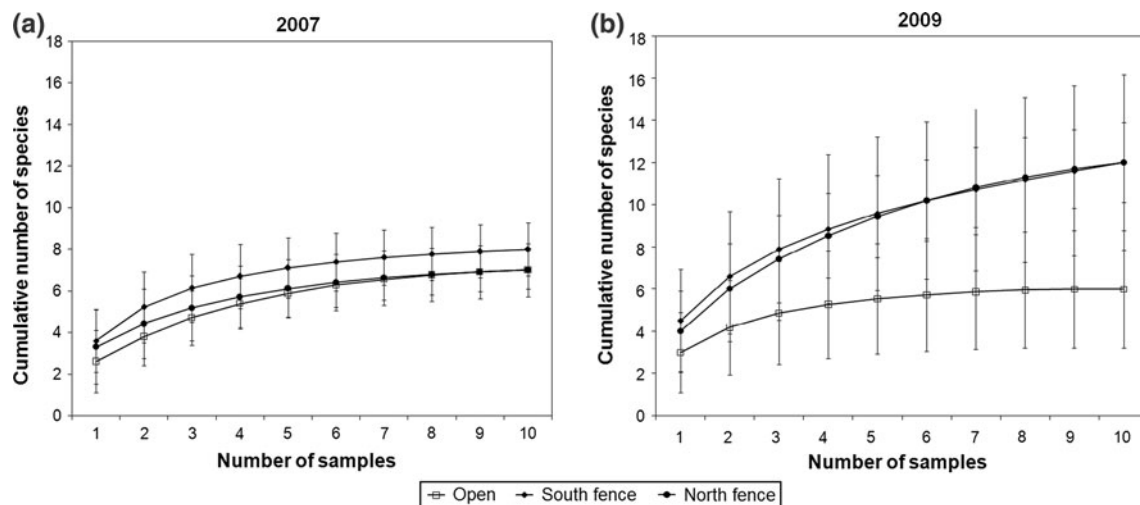 (a)
2007
Cumulative number of species
18
16
14
12
10
8
6
4
2
0
1 2 3 4 5 6 7 8 9 10
Number of samples
(b)
2009
Cumulative number of species
18
16
14
12
10
8
6
4
2
0
1 2 3 4 5 6 7 8 9 10
Number of samples
Open South fence North fence